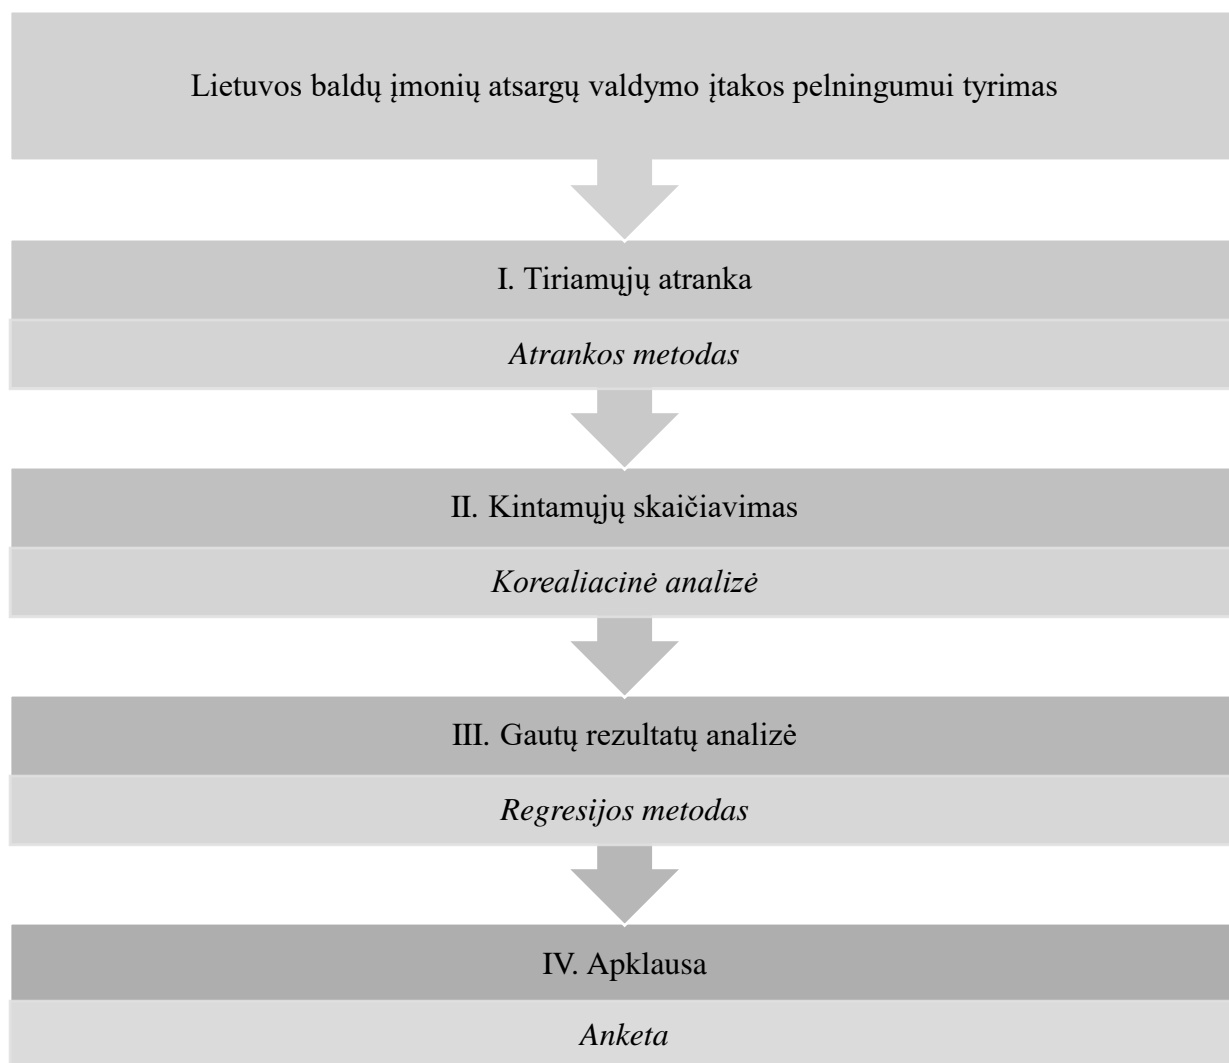 Lietuvos baldų įmonių atsargų valdymo įtakos pelningumui tyrimas
I. Tiriamųjų atranka
Atrankos metodas
II. Kintamųjų skaičiavimas
Korealiacinė analizė
III. Gautų rezultatų analizė
Regresijos metodas
IV. Apklausa
Anketa